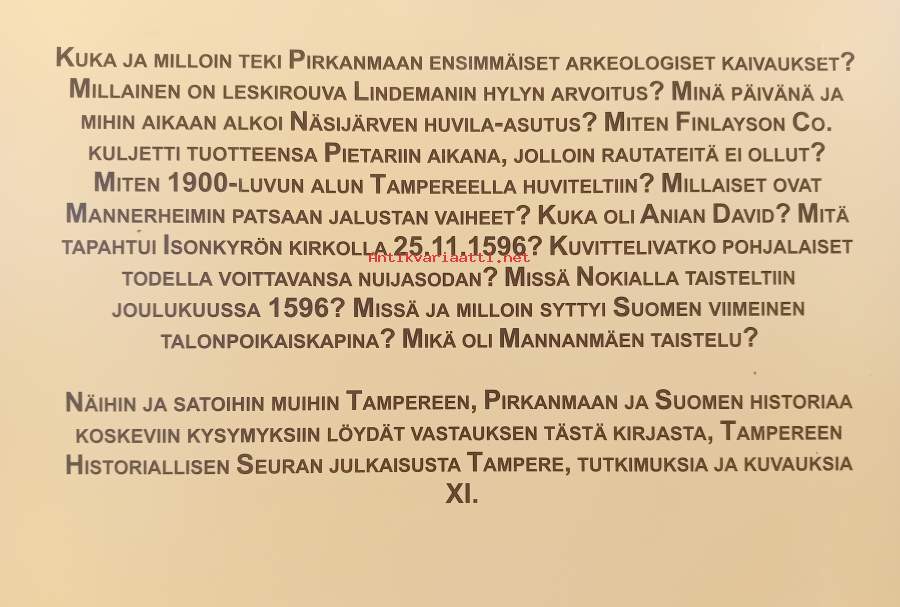 KUKA JA MILLOIN TEKI PIRKANMAAN ENSIMMÄISET ARKEOLOGISET KAIVAUKSET?
MILLAINEN ON LESKIROUVA LINDEMANIN HYLYN ARVOITUS? MINÄ PÄIVÄNÄ JA
MIHIN AIKAAN ALKOI NÄSIJÄRVEN HUVILA-ASUTUS? MITEN FINLAYSON CO.
KULJETTI TUOTTEENSA PIETARIIN AIKANA, JOLLOIN RAUTATEITÄ EI OLLUT?
MITEN 1900-LUVUN ALUN TAMPEREELLA HUVITELTIIN? MILLAISET OVAT
MANNERHEIMIN PATSAAN JALUSTAN VAIHEET? KUKA OLI ANIAN DAVID? MITÄ
TAPAHTUI ISONKYRÖN KIRKOLLA 25.11.1596? KUVITTELIVATKO POHJALAISET
Antikvariaatti.net
TODELLA VOITTAVANSA NUIJASODAN? MISSÄ NOKIALLA TAISTELTIIN
JOULUKUUSSA 1596? MISSÄ JA MILLOIN SYTTYI SUOMEN VIIMEINEN
TALONPOIKAISKAPINA? MIKÄ OLI MANNANMÄEN TAISTELU?
NÄIHIN JA SATOIHIN MUIHIN TAMPEREEN, PIRKANMAAN JA SUOMEN HISTORIAA
KOSKEVIIN KYSYMYKSIIN LÖYDÄT VASTAUKSEN TÄSTÄ KIRJASTA, TAMPEREEN
HISTORIALLISEN SEURAN JULKAISUSTA TAMPERE, TUTKIMUKSIA JA KUVAUKSIA
XI.